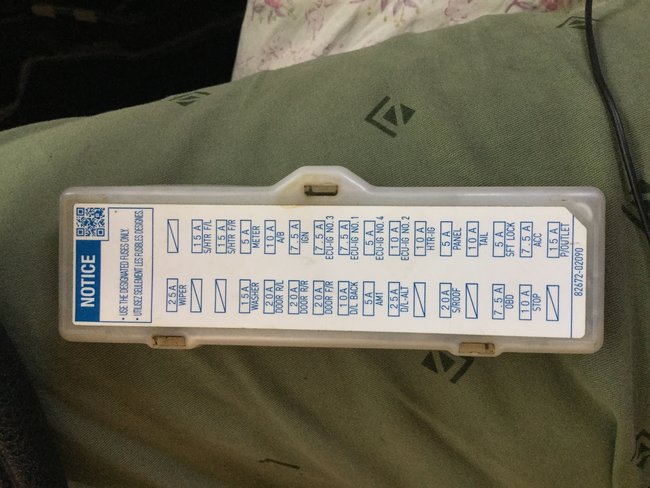 NOTICE
• USE THE DESIGNATED FUSES ONLY.
• UTILISEZ SEULEMENT LES FUSIBLES DESIGNES.
25A
WIPER
15A
S/HTR F/L
15A
S/HTR F/R
15A 5A
WASHER METER
20A 10A
DOOR R/L A/B
20A 7.5A
DOOR R/R IGN
20A 7.5A
DOOR F/R ECU-IG NO.3
10A 7.5A
D/L BACK ECU-IG NO.1
5A 5A
AM1 ECU-IG NO.4
25A 10A
D/L-ALT ECU-IG NO.2
10A
HTR-IG
20A 5A
S/ROOF PANEL
10A
TAIL
7.5A 5A
OBD SFT LOCK
10A 7.5A
STOP ACC
15A
P/OUTLET
82672-02090